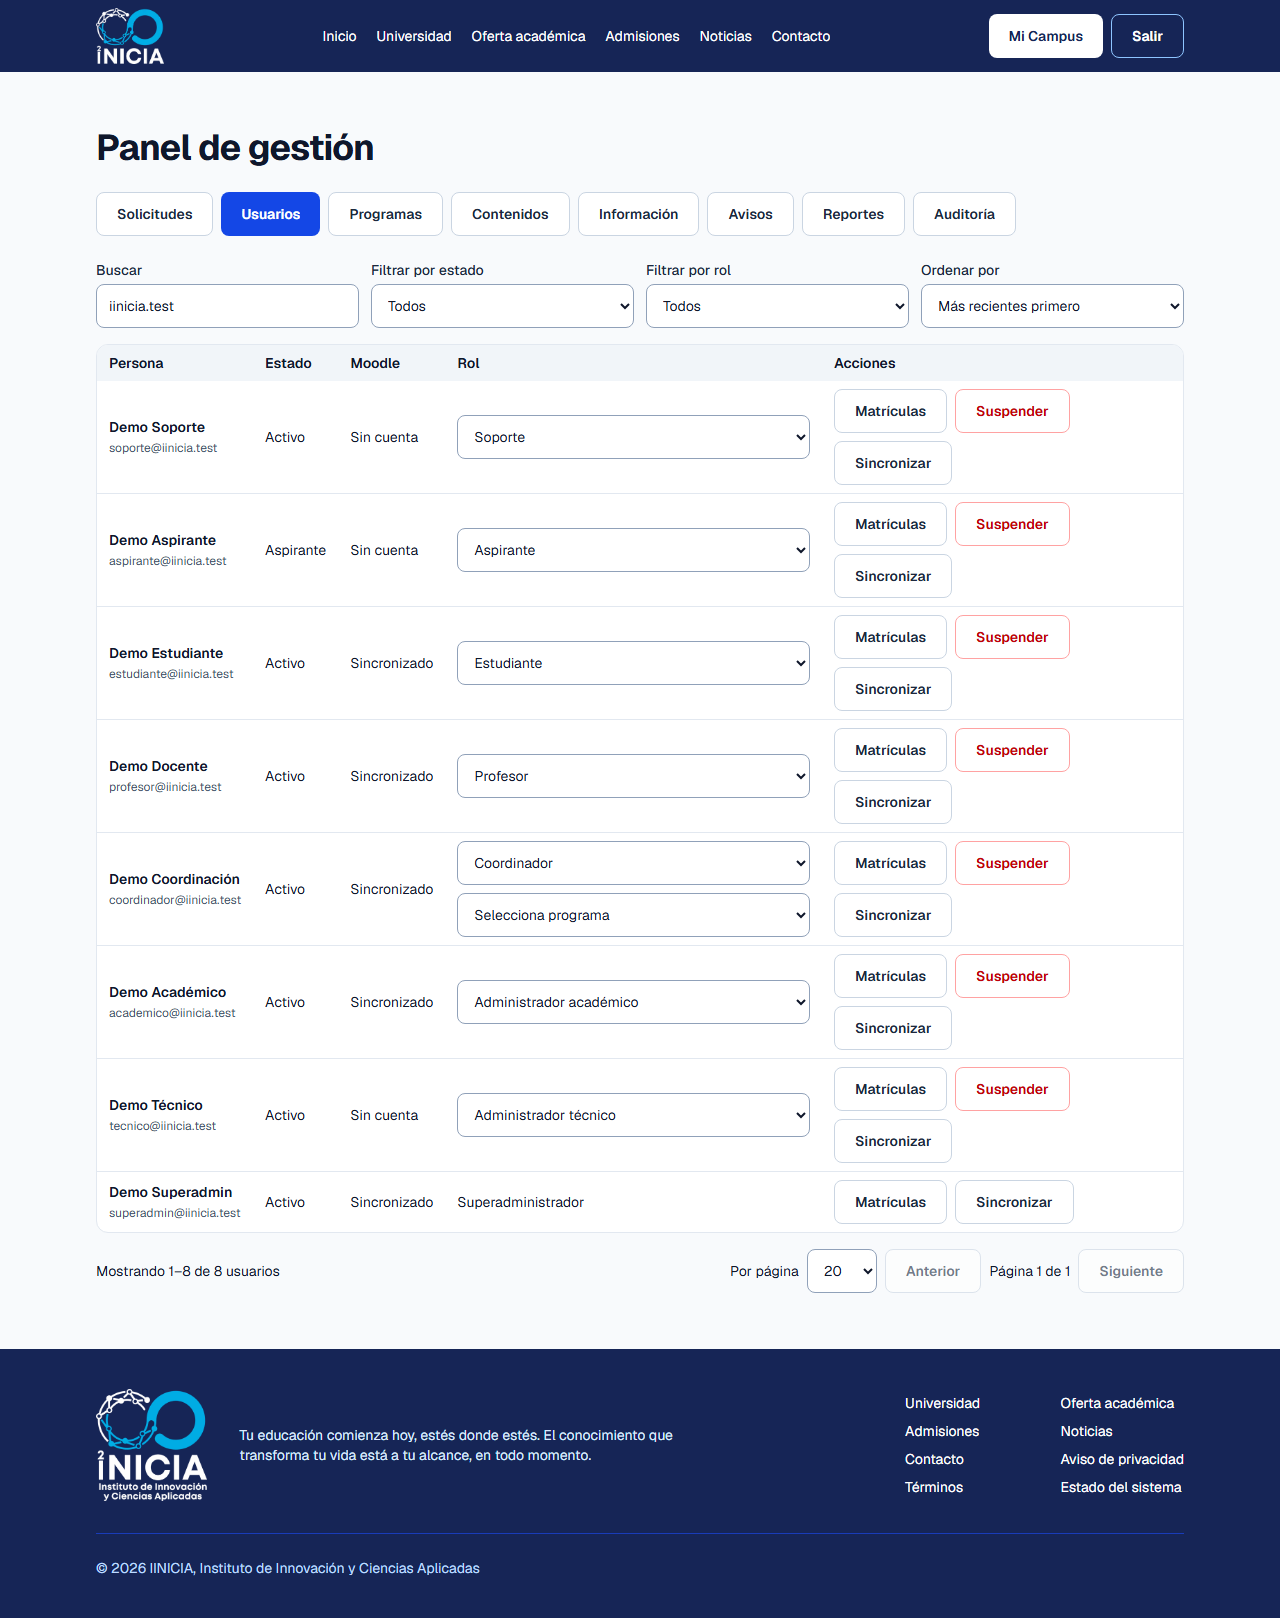 2
iNICIA
Inicio
Universidad
Oferta académica
Admisiones
Noticias
Contacto
Mi Campus
Salir
Panel de gestión
Solicitudes
Usuarios
Programas
Contenidos
Información
Avisos
Reportes
Auditoría
Buscar
Filtrar por estado
Filtrar por rol
Ordenar por
iinicia.test
Todos
Todos
Más recientes primero
Persona
Estado
Moodle
Rol
Acciones
Demo Soporte
soporte@iinicia.test
Activo
Sin cuenta
Soporte
Matrículas
Suspender
Sincronizar
Demo Aspirante
aspirante@iinicia.test
Aspirante
Sin cuenta
Aspirante
Matrículas
Suspender
Sincronizar
Demo Estudiante
estudiante@iinicia.test
Activo
Sincronizado
Estudiante
Matrículas
Suspender
Sincronizar
Demo Docente
profesor@iinicia.test
Activo
Sincronizado
Profesor
Matrículas
Suspender
Sincronizar
Demo Coordinación
coordinador@iinicia.test
Activo
Sincronizado
Coordinador
Selecciona programa
Matrículas
Suspender
Sincronizar
Demo Académico
academico@iinicia.test
Activo
Sincronizado
Administrador académico
Matrículas
Suspender
Sincronizar
Demo Técnico
tecnico@iinicia.test
Activo
Sin cuenta
Administrador técnico
Matrículas
Suspender
Sincronizar
Demo Superadmin
superadmin@iinicia.test
Activo
Sincronizado
Superadministrador
Matrículas
Sincronizar
Mostrando 1–8 de 8 usuarios
Por página
20
Anterior
Página 1 de 1
Siguiente
2
iNICIA
Instituto de Innovación
y Ciencias Aplicadas
Tu educación comienza hoy, estés donde estés. El conocimiento que
transforma tu vida está a tu alcance, en todo momento.
Universidad
Admisiones
Contacto
Términos
Oferta académica
Noticias
Aviso de privacidad
Estado del sistema
© 2026 IINICIA, Instituto de Innovación y Ciencias Aplicadas